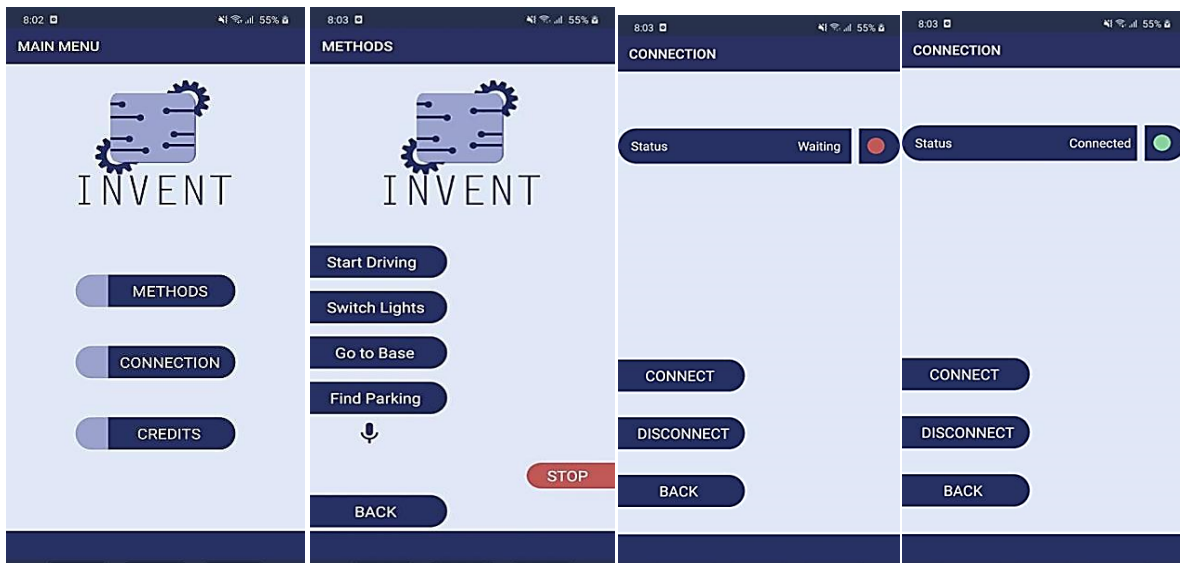 8:02 55%
MAIN MENU
INVENT
METHODS
CONNECTION
CREDITS
8:03 55%
METHODS
INVENT
Start Driving
Switch Lights
Go to Base
Find Parking
STOP
BACK
8:03 55%
CONNECTION
Status Waiting
CONNECT
DISCONNECT
BACK
8:03 55%
CONNECTION
Status Connected
CONNECT
DISCONNECT
BACK